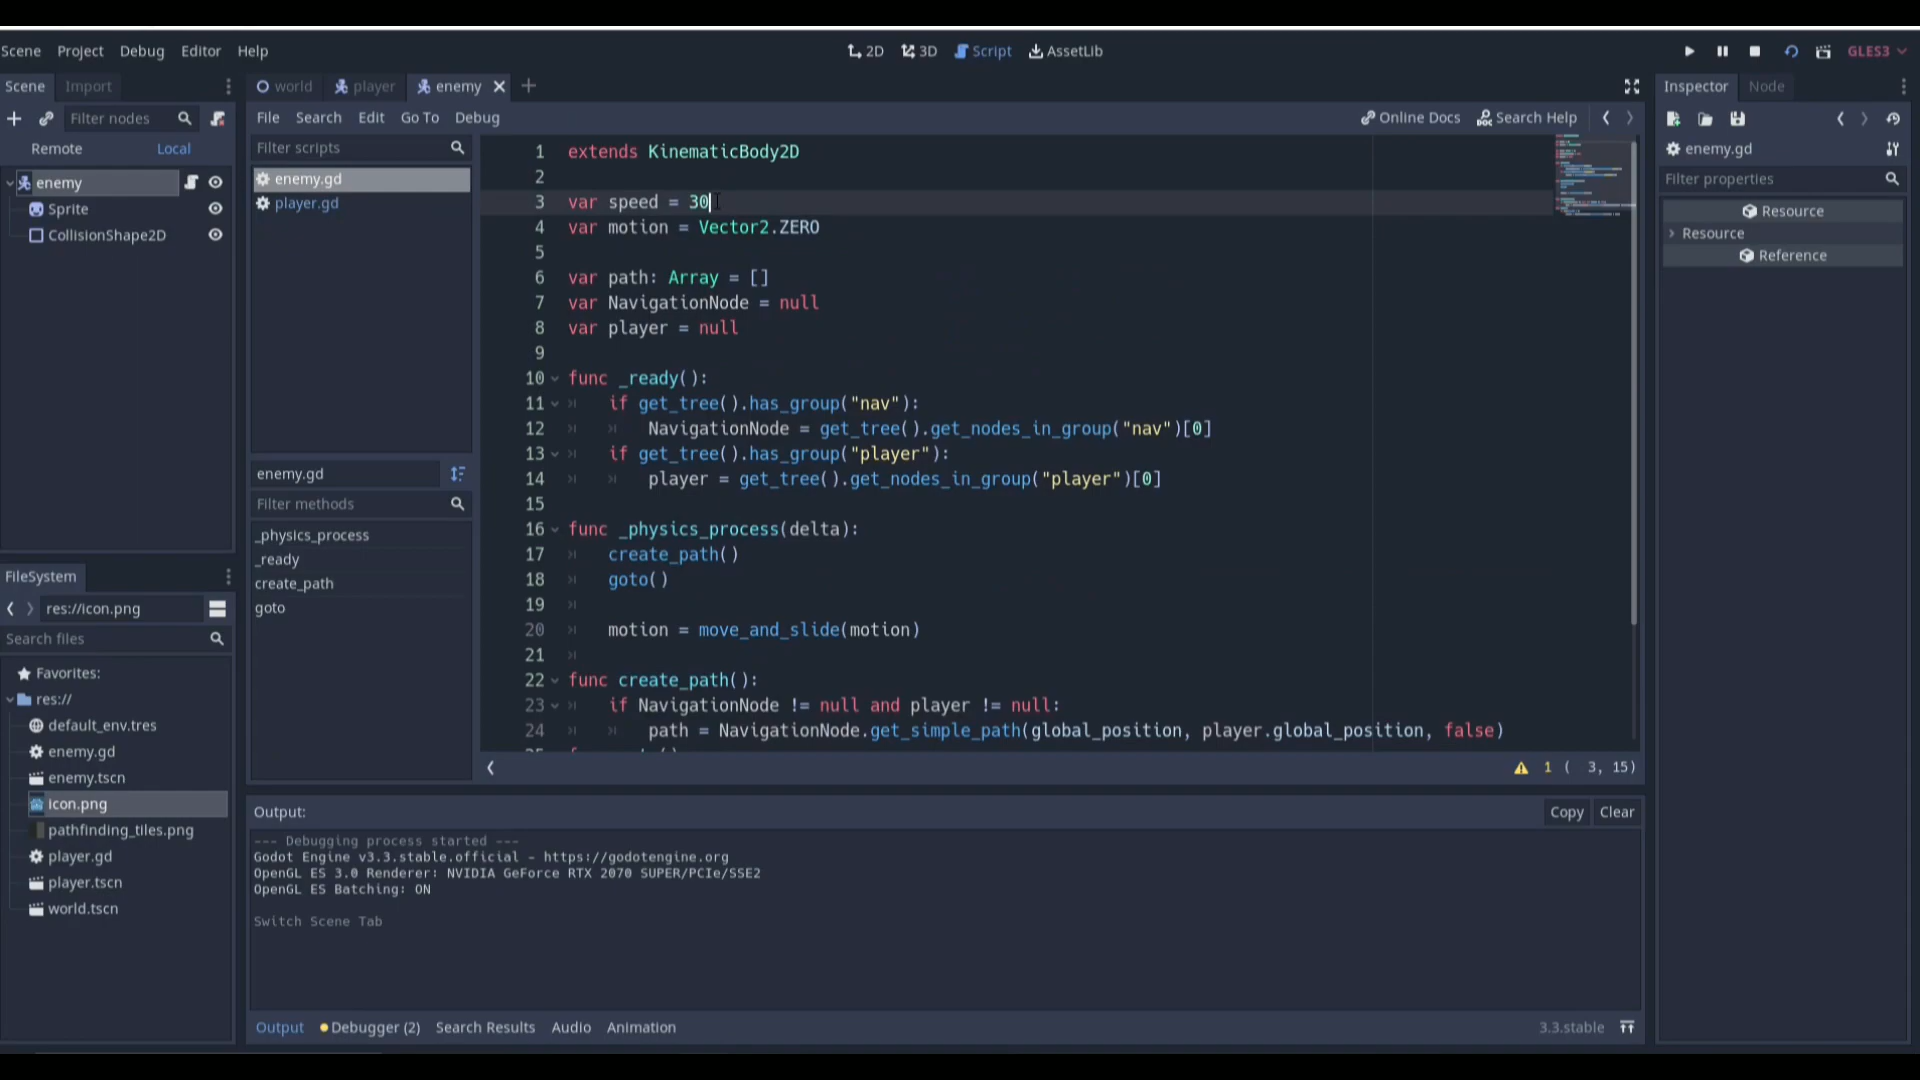 Scene Project Debug Editor Help
2D 3D Script AssetLib
GLES3
Scene Import
world player enemy
Inspector Node
Filter nodes
File Search Edit Go To Debug
Online Docs Search Help
Remote Local
Filter scripts
enemy.gd
Filter properties
enemy
Sprite
CollisionShape2D
enemy.gd
player.gd
Resource
Resource
Reference
1 extends KinematicBody2D
2
3 var speed = 30
4 var motion = Vector2.ZERO
5
6 var path: Array = []
7 var NavigationNode = null
8 var player = null
9
10 func _ready():
11 if get_tree().has_group("nav"):
12 NavigationNode = get_tree().get_nodes_in_group("nav")[0]
13 if get_tree().has_group("player"):
14 player = get_tree().get_nodes_in_group("player")[0]
15
16 func _physics_process(delta):
17 create_path()
18 goto()
19
20 motion = move_and_slide(motion)
21
22 func create_path():
23 if NavigationNode != null and player != null:
24 path = NavigationNode.get_simple_path(global_position, player.global_position, false)
1 ( 3, 15)
enemy.gd
Filter methods
_physics_process
_ready
create_path
goto
FileSystem
res://icon.png
Search files
Favorites:
res://
default_env.tres
enemy.gd
enemy.tscn
icon.png
pathfinding_tiles.png
player.gd
player.tscn
world.tscn
Output:
Copy Clear
--- Debugging process started ---
Godot Engine v3.3.stable.official - https://godotengine.org
OpenGL ES 3.0 Renderer: NVIDIA GeForce RTX 2070 SUPER/PCIe/SSE2
OpenGL ES Batching: ON
Switch Scene Tab
Output Debugger (2) Search Results Audio Animation
3.3.stable